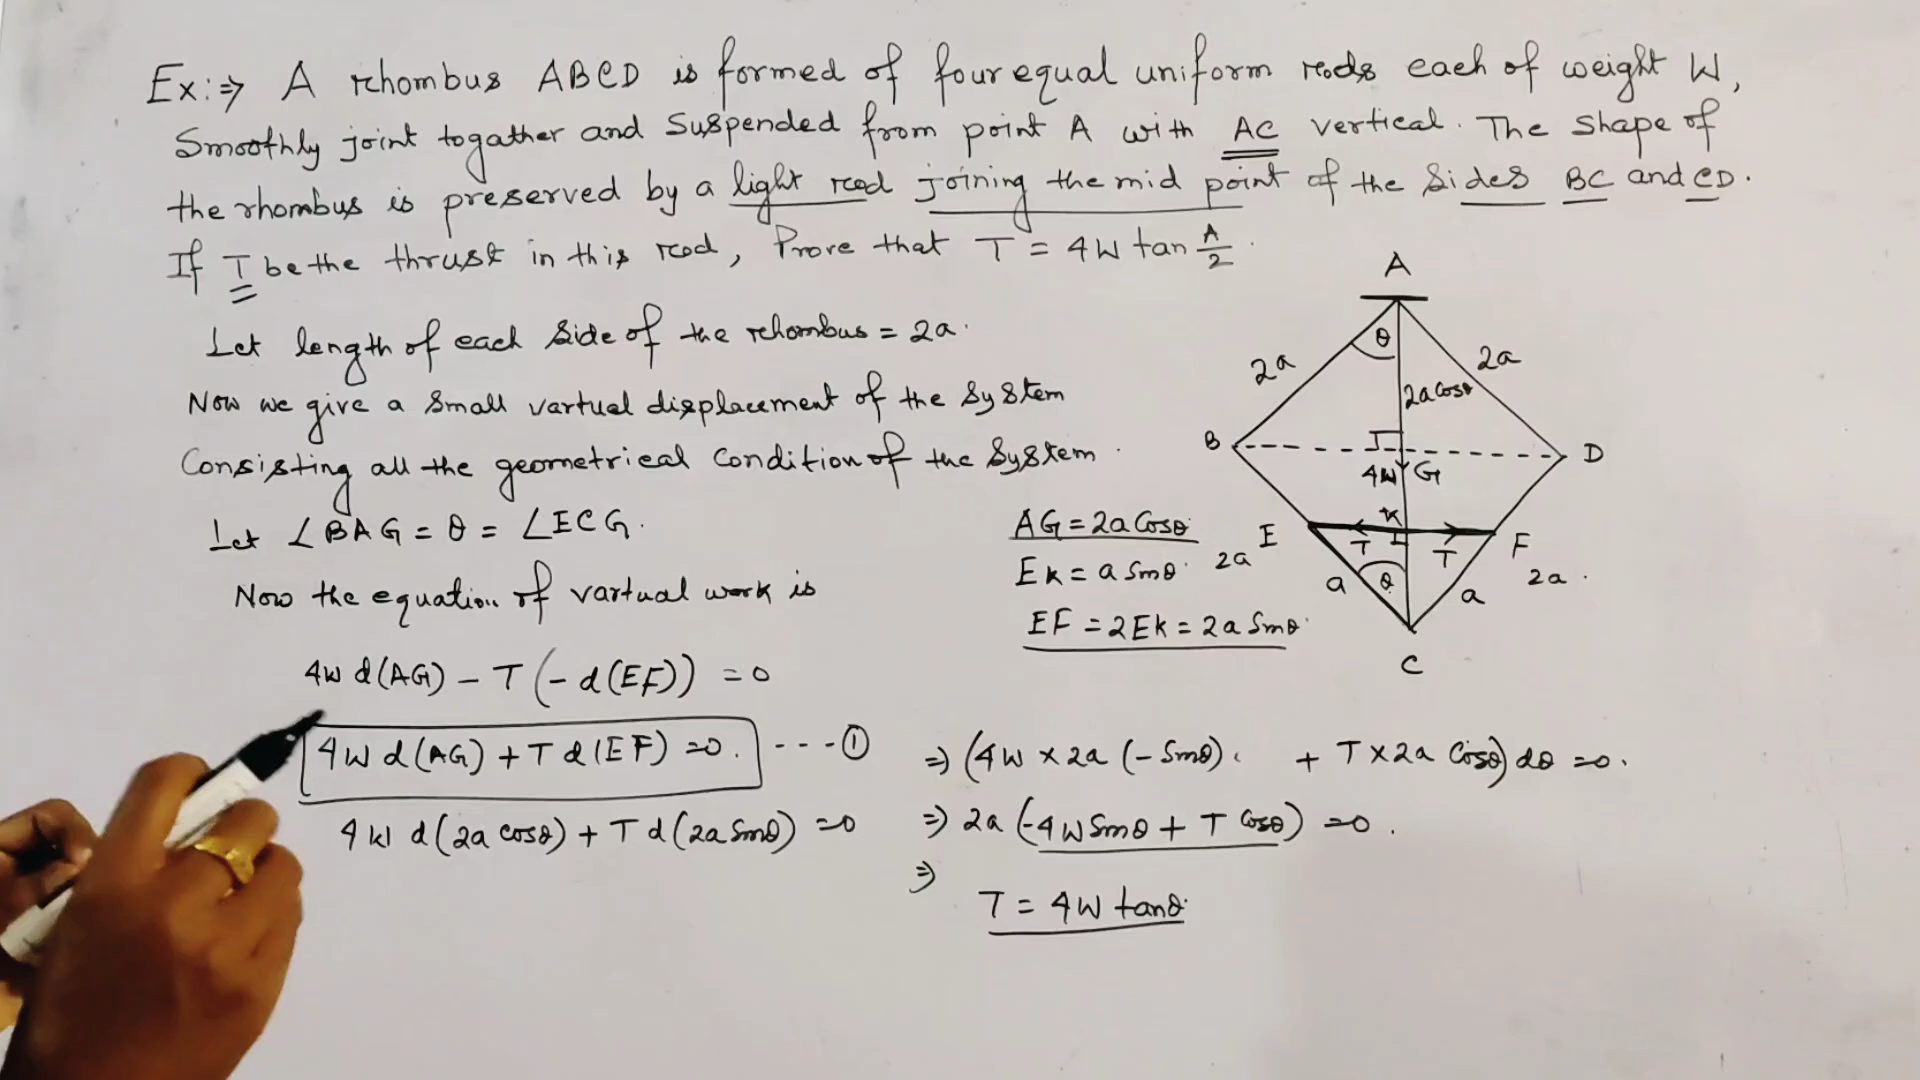 Ex:⇒ A rhombus ABCD is formed of four equal uniform rods each of weight W,
Smoothly joint togather and suspended from point A with AC vertical. The shape of
the rhombus is preserved by a light rod joining the mid point of the sides BC and CD.
If T be the thrust in this rod, Prove that T = 4W tan A/2.
Let length of each side of the rhombus = 2a.
Now we give a small vartual displacement of the system
Consisting all the geometrical condition of the system.
Let ∠BAG = θ = ∠ECG.
Now the equation of vartual work is
4W d(AG) - T(-d(EF)) = 0
4W d(AG) + T d(EF) = 0. ---①
4W d(2a cosθ) + T d(2a sinθ) = 0
AG = 2a Cosθ
EK = a sinθ
EF = 2EK = 2a sinθ
⇒ (4W × 2a (-sinθ) + T × 2a Cosθ) dθ = 0.
⇒ 2a (-4W sinθ + T Cosθ) = 0.
⇒
T = 4W tanθ
A
θ
2a
2a
2a cosθ
B
D
4W G
K
E
T
T
F
2a
2a
a
θ
a
C